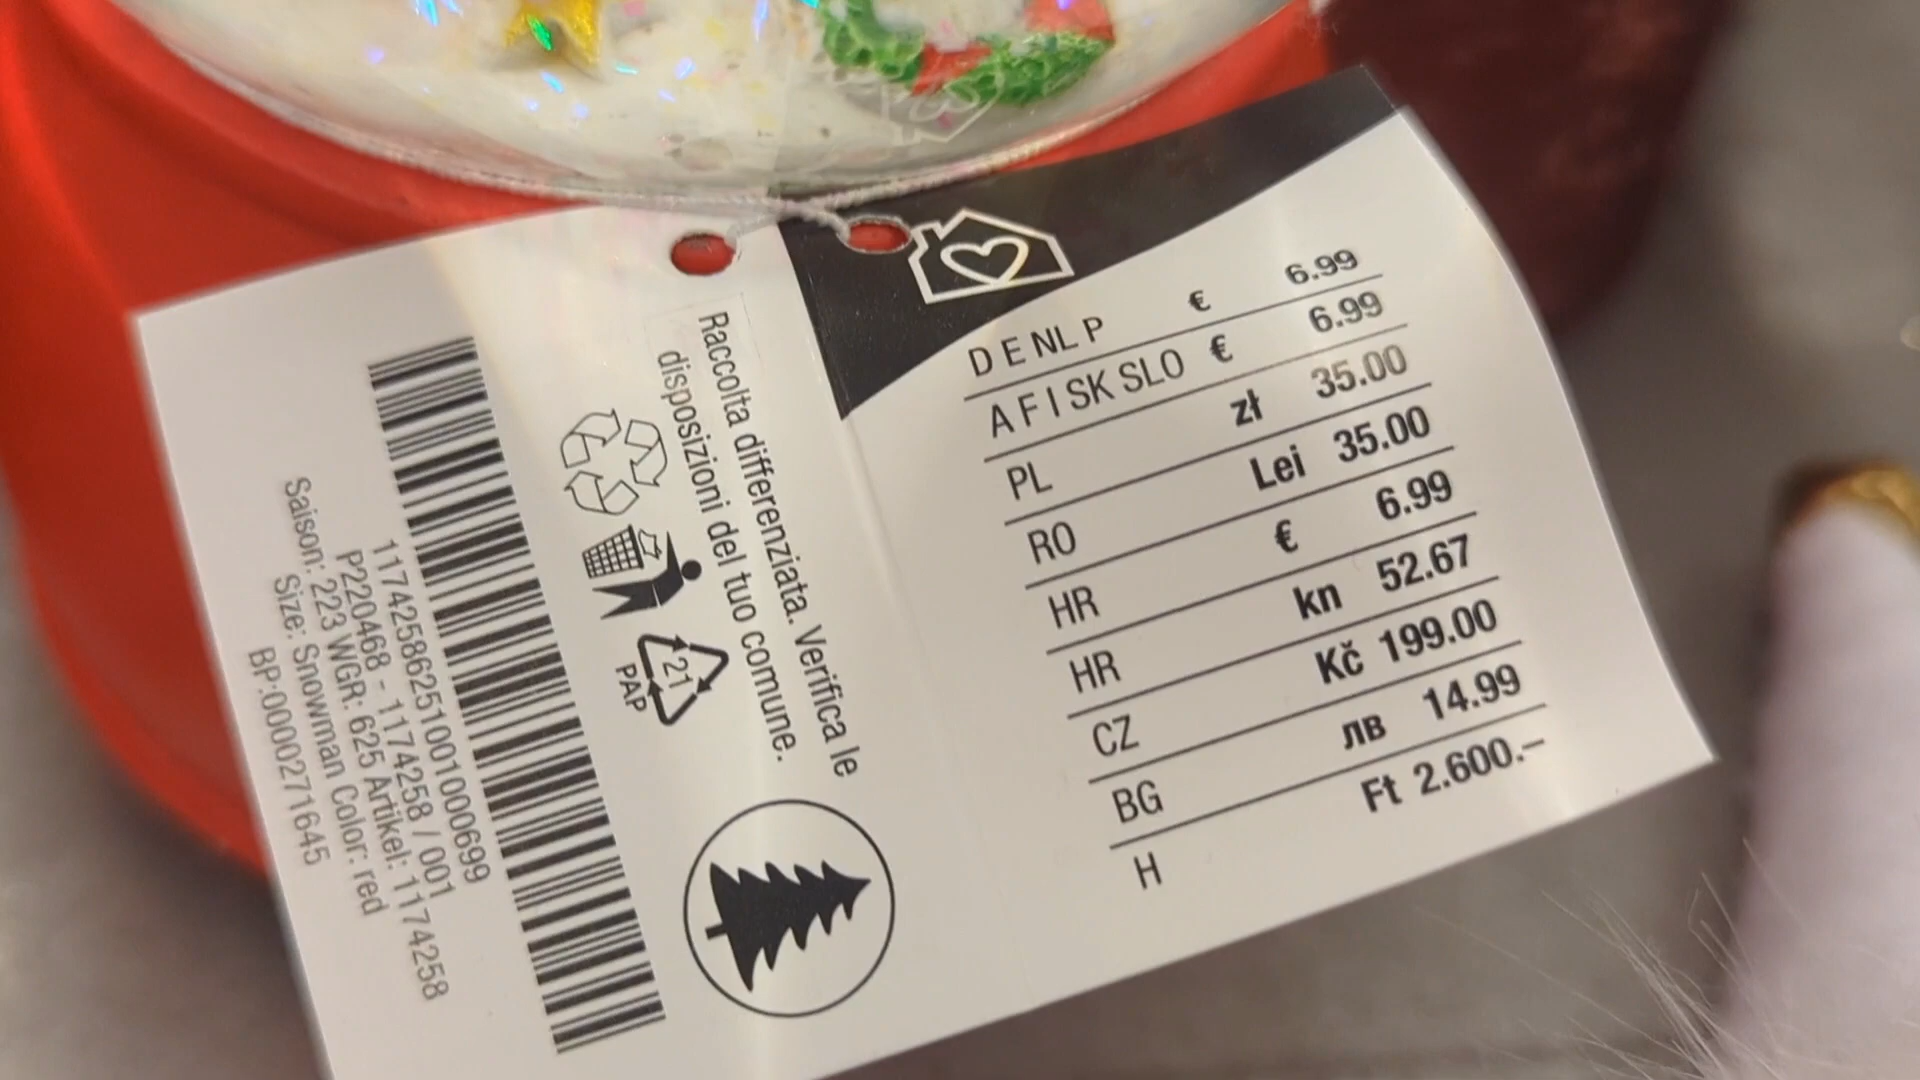 D E NL P € 6.99
A F I SK SLO € 6.99
PL zł 35.00
RO Lei 35.00
HR € 6.99
HR kn 52.67
CZ Kč 199.00
BG лв 14.99
H Ft 2.600.–
Raccolta differenziata. Verifica le
disposizioni del tuo comune.
21
PAP
1174258625100100069​9
P220468 - 1174258 / 001
Saison: 223 WGR: 625 Artikel: 1174258
Size: Snowman Color: red
BP:0000271645